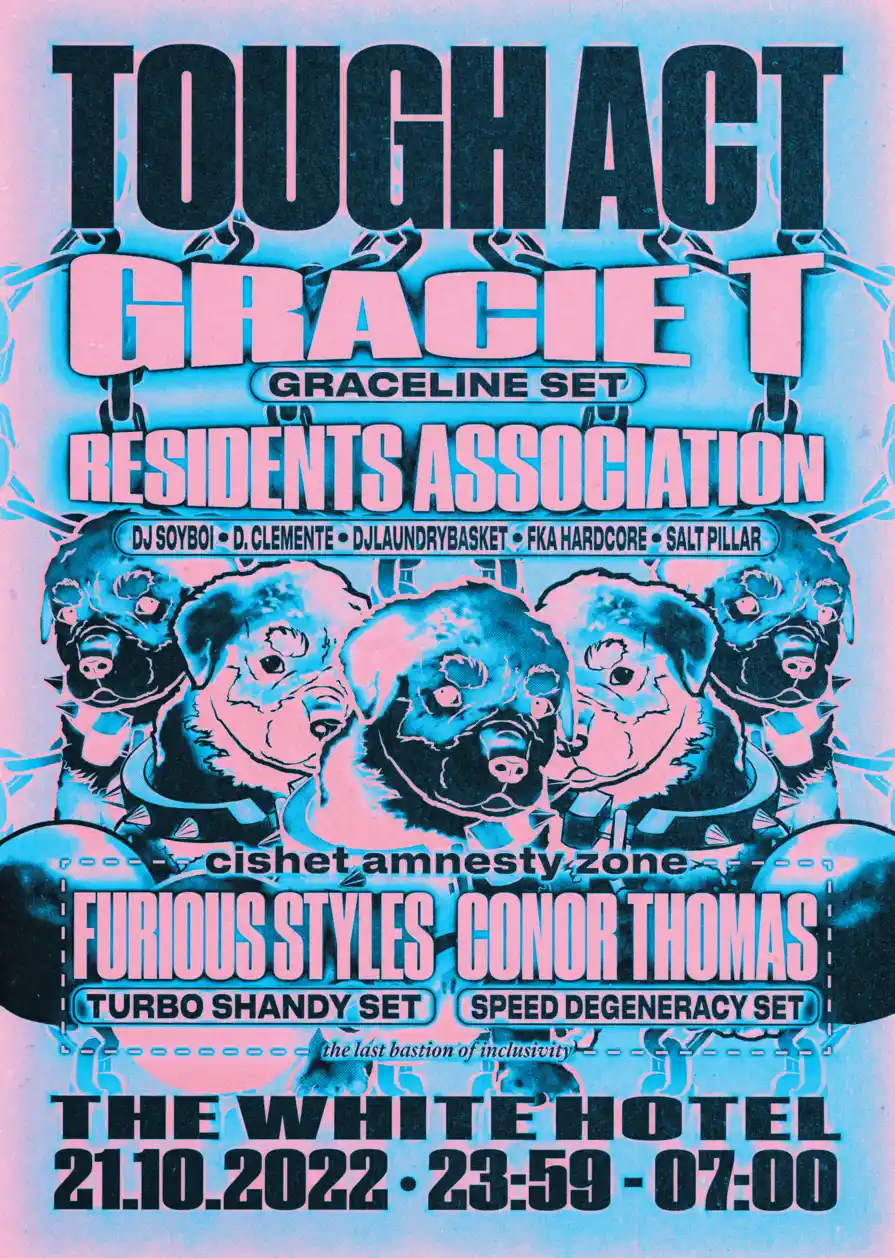 TOUGH ACT
GRACIE T
GRACELINE SET
RESIDENTS ASSOCIATION
DJ SOYBOI • D. CLEMENTE • DJLAUNDRYBASKET • FKA HARDCORE • SALT PILLAR
cishet amnesty zone
FURIOUS STYLES CONOR THOMAS
TURBO SHANDY SET SPEED DEGENERACY SET
the last bastion of inclusivity
THE WHITE HOTEL
21.10.2022 • 23:59 - 07:00